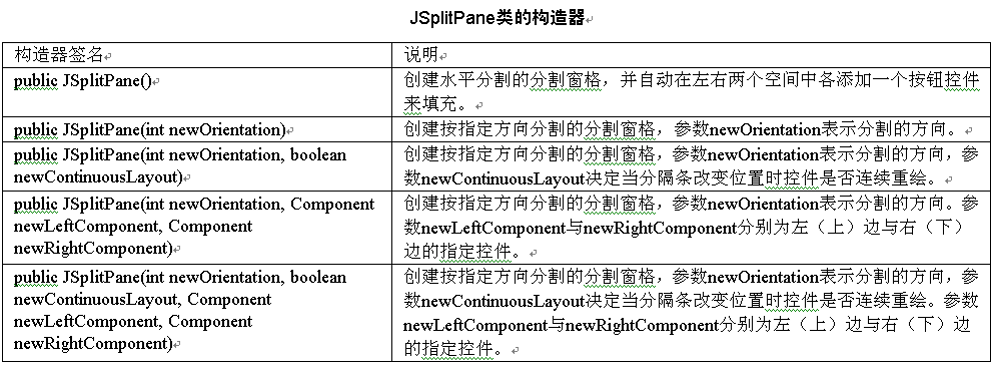 JSplitPane类的构造器
构造器签名
说明
public JSplitPane()
创建水平分割的分割窗格，并自动在左右两个空间中各添加一个按钮控件
来填充。
public JSplitPane(int newOrientation)
创建按指定方向分割的分割窗格，参数newOrientation表示分割的方向。
public JSplitPane(int newOrientation, boolean
newContinuousLayout)
创建按指定方向分割的分割窗格，参数newOrientation表示分割的方向，参
数newContinuousLayout决定当分隔条改变位置时控件是否连续重绘。
public JSplitPane(int newOrientation, Component
newLeftComponent, Component
newRightComponent)
创建按指定方向分割的分割窗格，参数newOrientation表示分割的方向。参
数newLeftComponent与newRightComponent分别为左（上）边与右（下）
边的指定控件。
public JSplitPane(int newOrientation, boolean
newContinuousLayout, Component
newLeftComponent, Component
newRightComponent)
创建按指定方向分割的分割窗格，参数newOrientation表示分割的方向，参
数newContinuousLayout决定当分隔条改变位置时控件是否连续重绘。参数
newLeftComponent与newRightComponent分别为左（上）边与右（下）边
的指定控件。